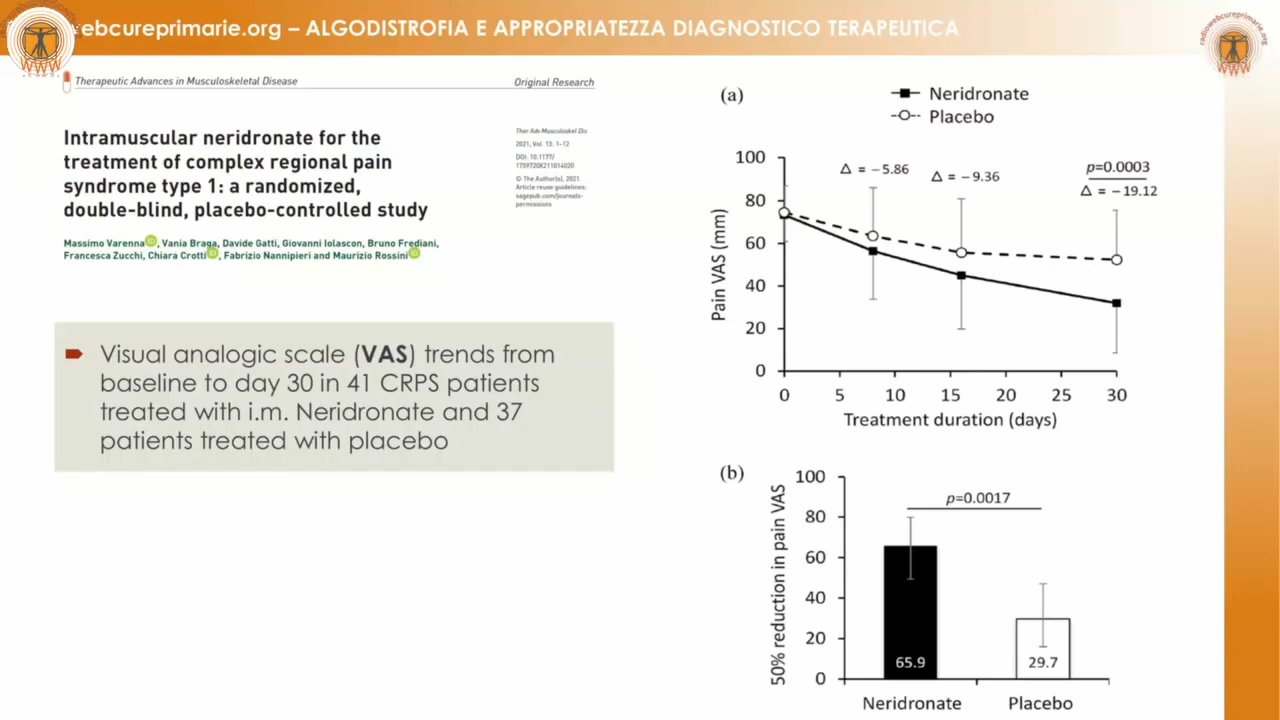 ebcureprimarie.org – ALGODISTROFIA E APPROPRIATEZZA DIAGNOSTICO TERAPEUTICA
WWW
radiowebcureprimarie.org
WWW
Therapeutic Advances in Musculoskeletal Disease
Original Research
Intramuscular neridronate for the
treatment of complex regional pain
syndrome type 1: a randomized,
double-blind, placebo-controlled study
Ther Adv Musculoskel Dis
2021, Vol. 13. 1–12
DOI: 10.1177/
1759720X211014020
© The Author(s), 2021.
Article reuse guidelines:
sagepub.com/journals-
permissions
Massimo Varenna, Vania Braga, Davide Gatti, Giovanni Iolascon, Bruno Frediani,
Francesca Zucchi, Chiara Crotti, Fabrizio Nannipieri and Maurizio Rossini
Visual analogic scale (VAS) trends from
baseline to day 30 in 41 CRPS patients
treated with i.m. Neridronate and 37
patients treated with placebo
(a)
Neridronate
Placebo
Pain VAS (mm)
100
80
60
40
20
0
Δ = −5.86
Δ = −9.36
p=0.0003
Δ = −19.12
0 5 10 15 20 25 30
Treatment duration (days)
(b)
50% reduction in pain VAS
100
80
60
40
20
0
p=0.0017
65.9
29.7
Neridronate Placebo